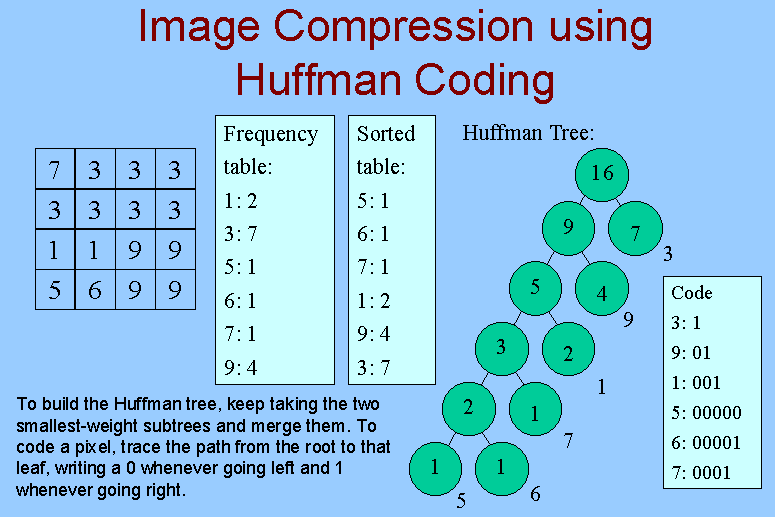 Image Compression using
Huffman Coding
7 3 3 3
3 3 3 3
1 1 9 9
5 6 9 9
Frequency
table:
1: 2
3: 7
5: 1
6: 1
7: 1
9: 4
Sorted
table:
5: 1
6: 1
7: 1
1: 2
9: 4
3: 7
Huffman Tree:
16
9
7
3
5
4
9
3
2
1
2
1
7
1
1
5
6
Code
3: 1
9: 01
1: 001
5: 00000
6: 00001
7: 0001
To build the Huffman tree, keep taking the two
smallest-weight subtrees and merge them. To
code a pixel, trace the path from the root to that
leaf, writing a 0 whenever going left and 1
whenever going right.